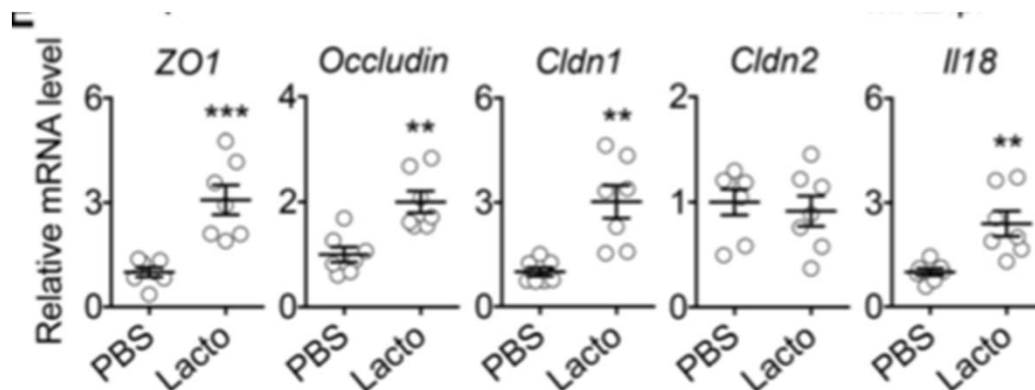 ZO1 Occludin Cldn1 Cldn2 Il18
Relative mRNA level
6 *** 4 ** 6 ** 2 6 **
3 2 3 1 3
0 0 0 0 0
PBS Lacto PBS Lacto PBS Lacto PBS Lacto PBS Lacto